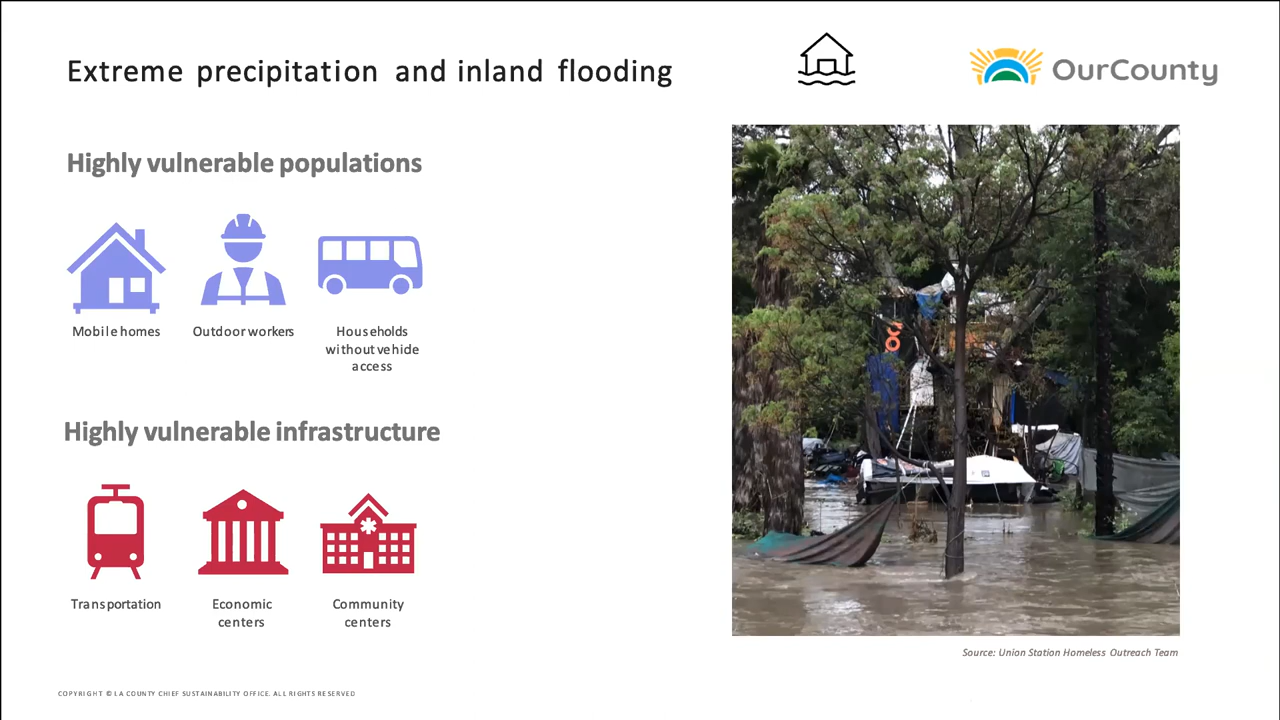 Extreme precipitation and inland flooding
OurCounty
Highly vulnerable populations
Mobile homes
Outdoor workers
Households
without vehicle
access
Highly vulnerable infrastructure
Transportation
Economic
centers
Community
centers
Source: Union Station Homeless Outreach Team
COPYRIGHT © LA COUNTY CHIEF SUSTAINABILITY OFFICE. ALL RIGHTS RESERVED